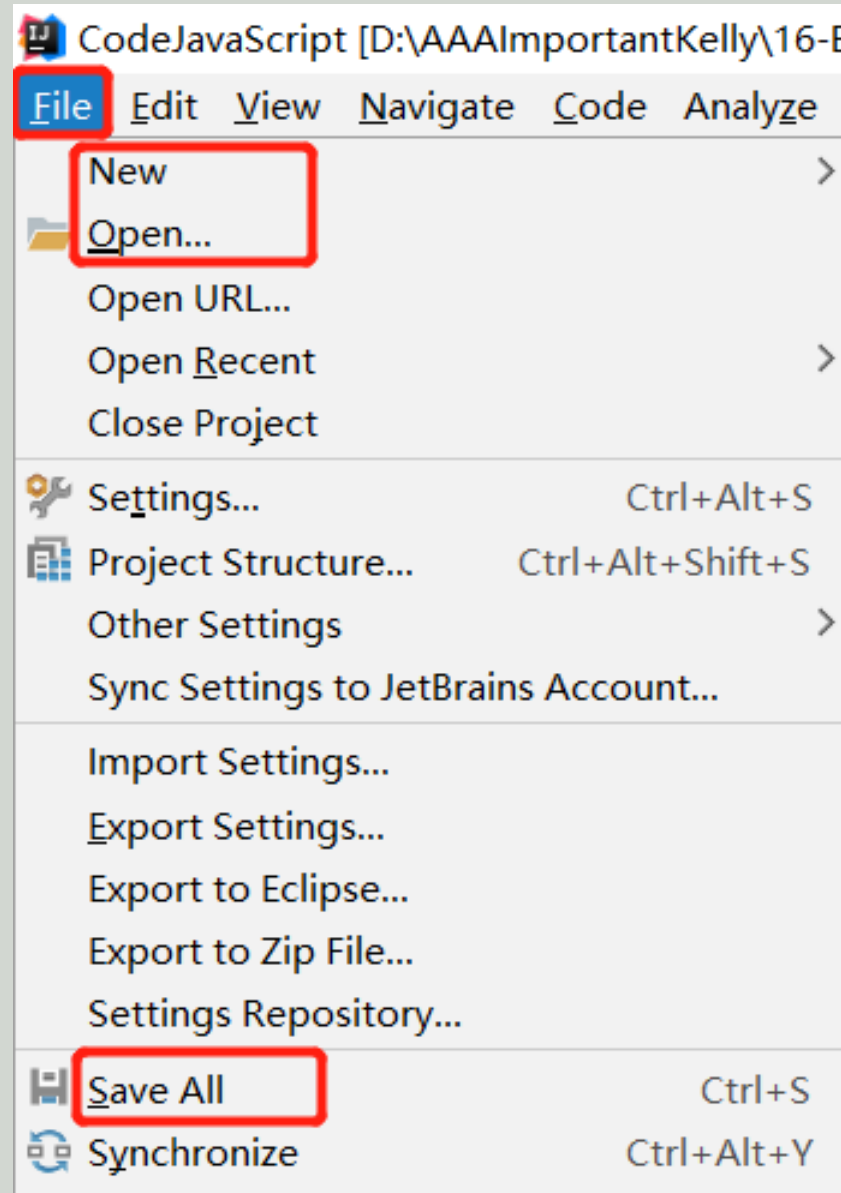 IJ CodeJavaScript [D:\AAAImportantKelly\16-
File Edit View Navigate Code Analyze
New
Open...
Open URL...
Open Recent
Close Project
Settings... Ctrl+Alt+S
Project Structure... Ctrl+Alt+Shift+S
Other Settings
Sync Settings to JetBrains Account...
Import Settings...
Export Settings...
Export to Eclipse...
Export to Zip File...
Settings Repository...
Save All Ctrl+S
Synchronize Ctrl+Alt+Y